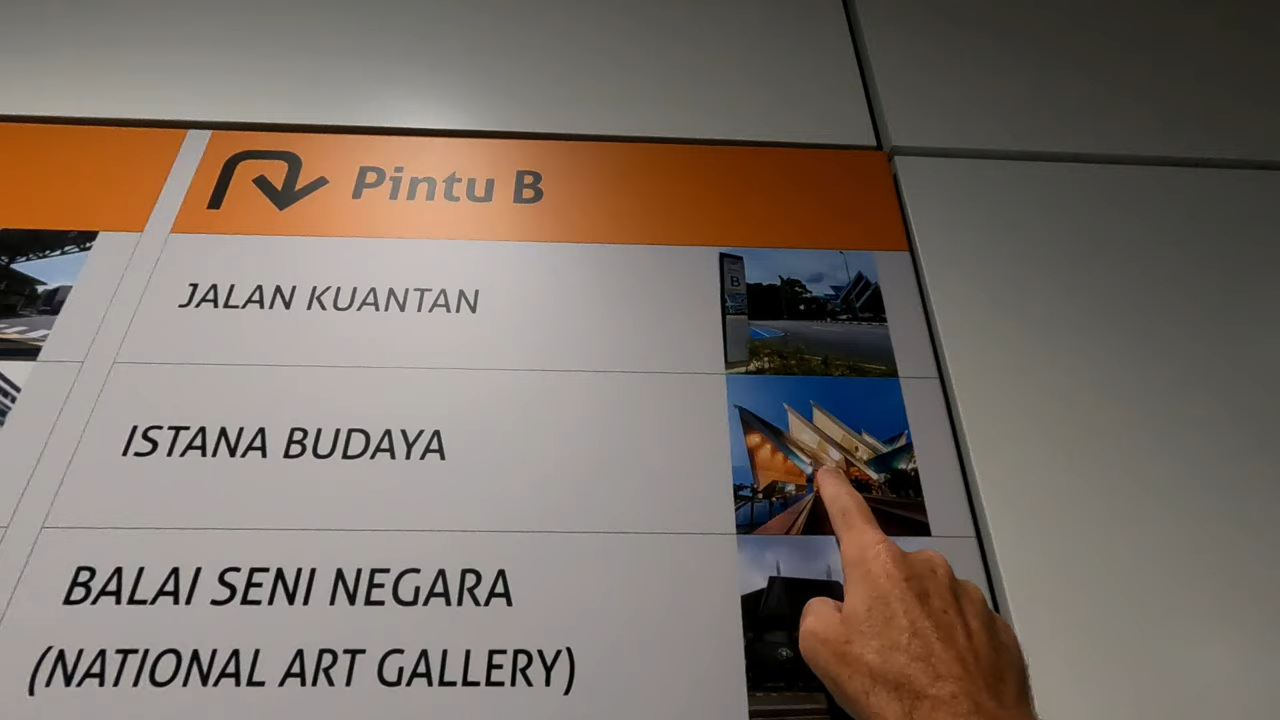 Pintu B
JALAN KUANTAN
B
ISTANA BUDAYA
BALAI SENI NEGARA
(NATIONAL ART GALLERY)